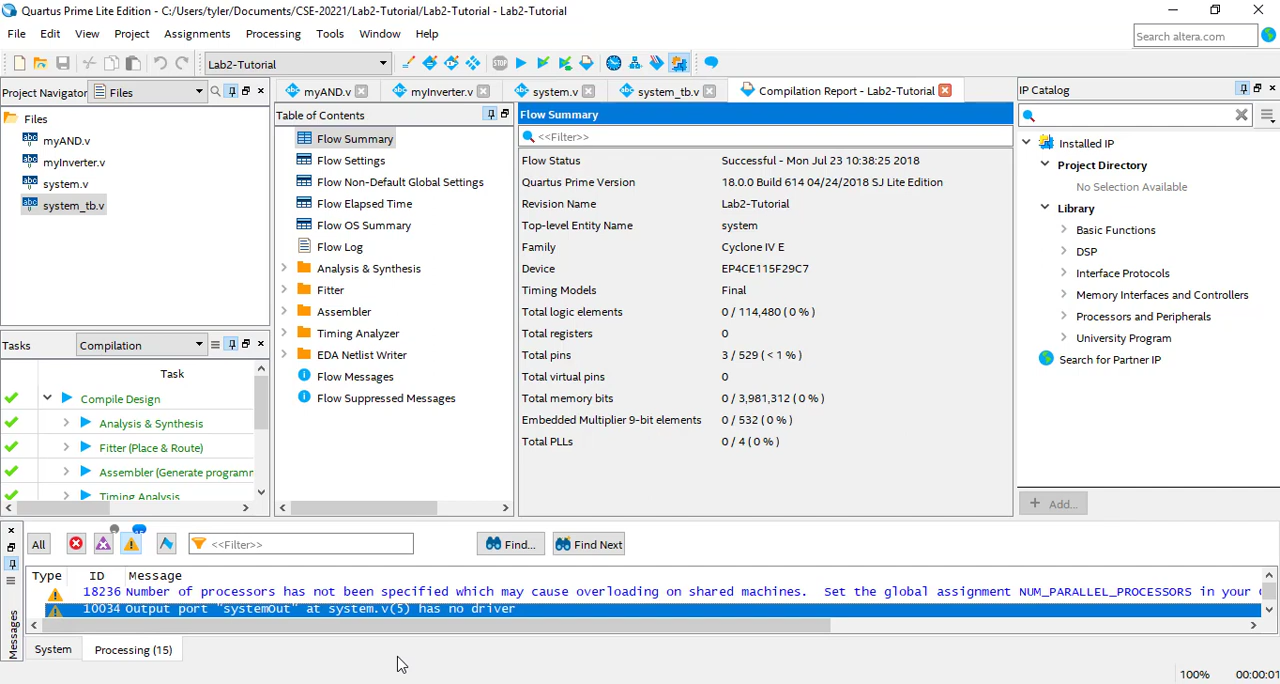 Quartus Prime Lite Edition - C:/Users/tyler/Documents/CSE-20221/Lab2-Tutorial/Lab2-Tutorial - Lab2-Tutorial
File Edit View Project Assignments Processing Tools Window Help
Search altera.com
Lab2-Tutorial
Project Navigator Files
Files
myAND.v
myInverter.v
system.v
system_tb.v
Tasks Compilation
Task
Compile Design
Analysis & Synthesis
Fitter (Place & Route)
Assembler (Generate programm
Timing Analysis
myAND.v myInverter.v system.v system_tb.v Compilation Report - Lab2-Tutorial
Table of Contents
Flow Summary
Flow Settings
Flow Non-Default Global Settings
Flow Elapsed Time
Flow OS Summary
Flow Log
Analysis & Synthesis
Fitter
Assembler
Timing Analyzer
EDA Netlist Writer
Flow Messages
Flow Suppressed Messages
Flow Summary
<<Filter>>
Flow Status Successful - Mon Jul 23 10:38:25 2018
Quartus Prime Version 18.0.0 Build 614 04/24/2018 SJ Lite Edition
Revision Name Lab2-Tutorial
Top-level Entity Name system
Family Cyclone IV E
Device EP4CE115F29C7
Timing Models Final
Total logic elements 0 / 114,480 ( 0 % )
Total registers 0
Total pins 3 / 529 ( < 1 % )
Total virtual pins 0
Total memory bits 0 / 3,981,312 ( 0 % )
Embedded Multiplier 9-bit elements 0 / 532 ( 0 % )
Total PLLs 0 / 4 ( 0 % )
IP Catalog
Installed IP
Project Directory
No Selection Available
Library
Basic Functions
DSP
Interface Protocols
Memory Interfaces and Controllers
Processors and Peripherals
University Program
Search for Partner IP
+ Add...
All <<Filter>> Find... Find Next
Type ID Message
18236 Number of processors has not been specified which may cause overloading on shared machines. Set the global assignment NUM_PARALLEL_PROCESSORS in your
10034 Output port "systemOut" at system.v(5) has no driver
Messages
System Processing (15)
100% 00:00:01